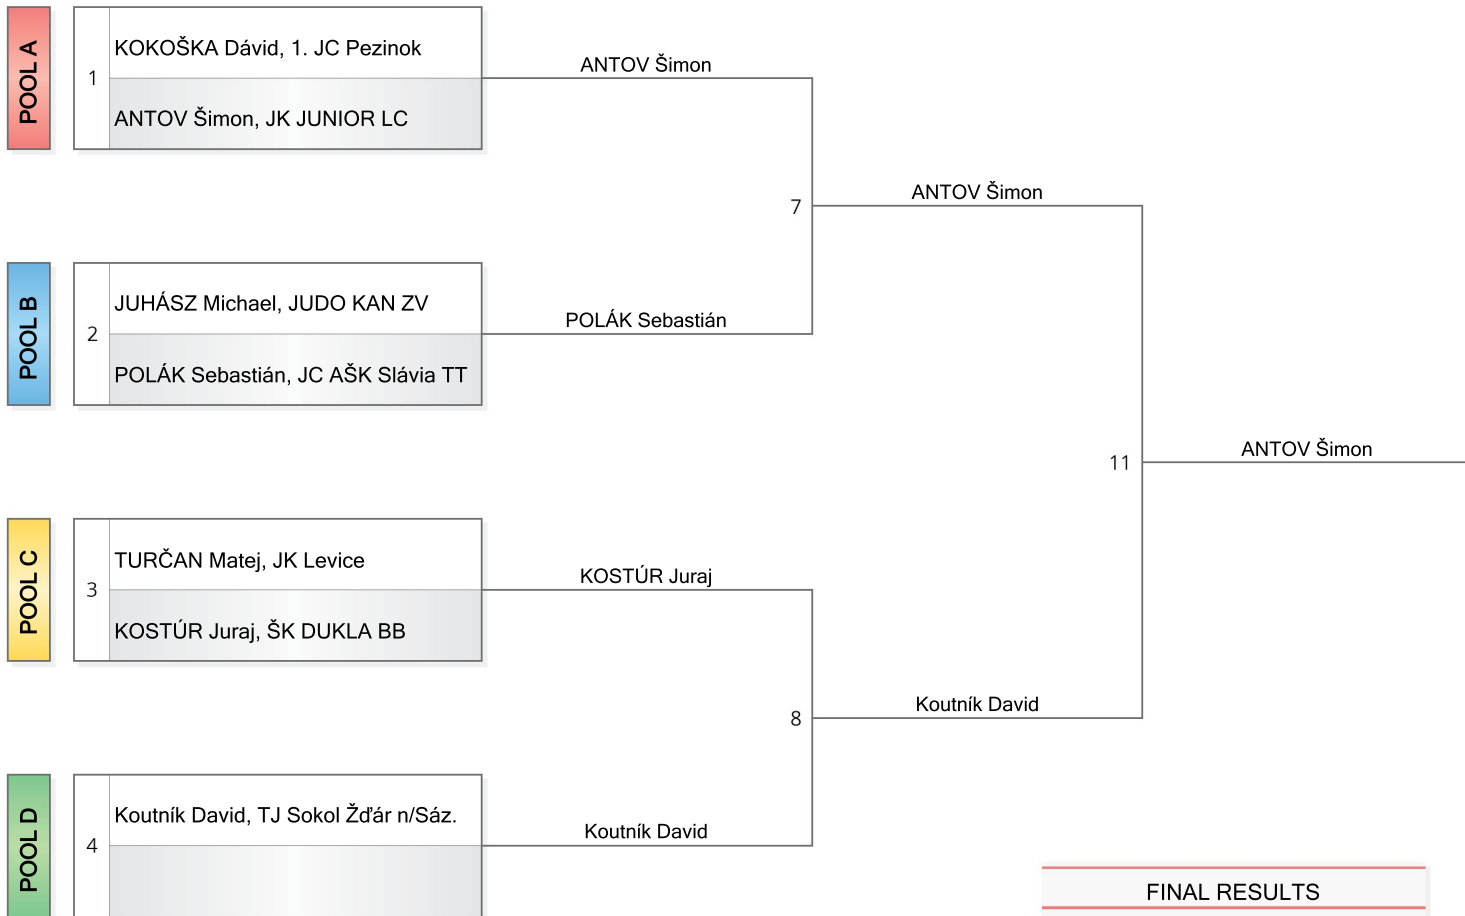 POOL A
1
KOKOŠKA Dávid, 1. JC Pezinok
ANTOV Šimon, JK JUNIOR LC
ANTOV Šimon
7
ANTOV Šimon
POOL B
2
JUHÁSZ Michael, JUDO KAN ZV
POLÁK Sebastián, JC AŠK Slávia TT
POLÁK Sebastián
11
ANTOV Šimon
POOL C
3
TURČAN Matej, JK Levice
KOSTÚR Juraj, ŠK DUKLA BB
KOSTÚR Juraj
8
Koutník David
POOL D
4
Koutník David, TJ Sokol Žďár n/Sáz.
Koutník David
FINAL RESULTS